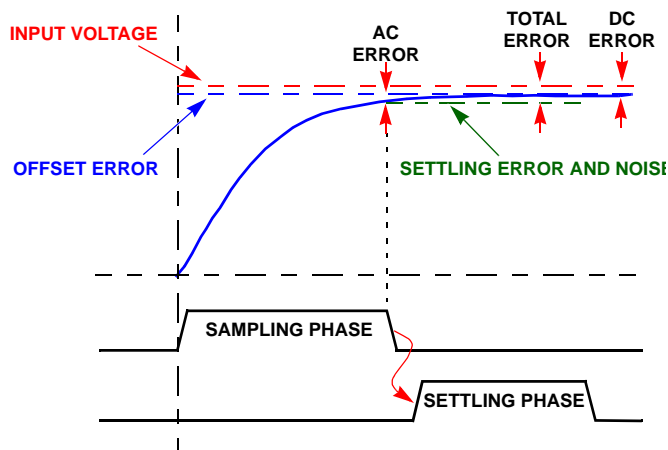 INPUT VOLTAGE
AC
ERROR
TOTAL
ERROR
DC
ERROR
OFFSET ERROR
SETTLING ERROR AND NOISE
SAMPLING PHASE
SETTLING PHASE